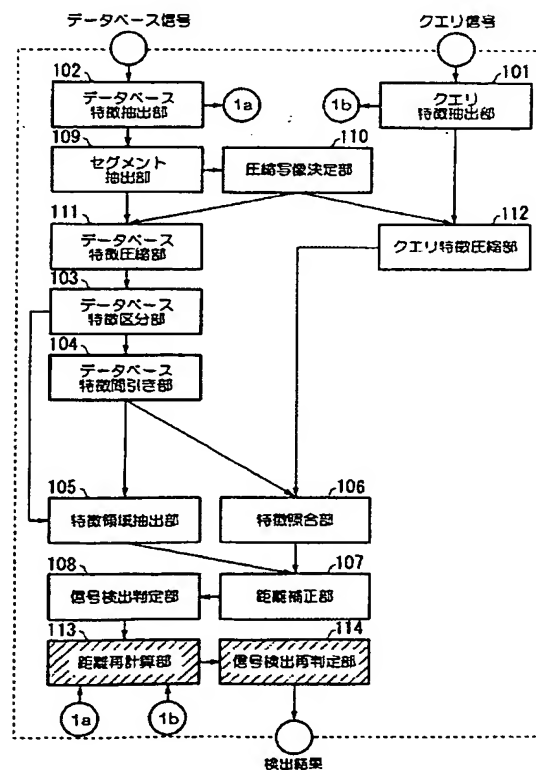 データベース信号
クエリ信号
102
データベース
特徴抽出部
1a
1b
101
クエリ
特徴抽出部
109
セグメント
抽出部
110
圧縮写像決定部
111
データベース
特徴圧縮部
112
クエリ特徴圧縮部
103
データベース
特徴区分部
104
データベース
特徴間引き部
105
特徴領域抽出部
106
特徴照合部
108
信号検出判定部
107
距離補正部
113
距離再計算部
114
信号検出再判定部
1a
1b
検出結果